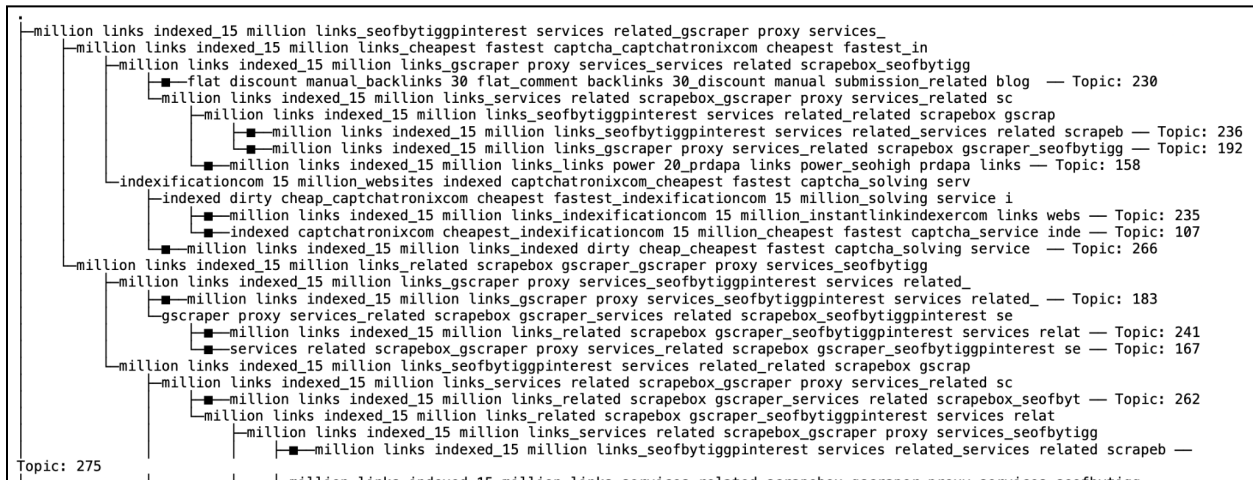 .
├─million links indexed_15 million links_seofbytiggpinterest services related_gscraper proxy services_
│    ├─million links indexed_15 million links_cheapest fastest captcha_captchatronixcom cheapest fastest_in
│    │    ├─million links indexed_15 million links_gscraper proxy services_services related scrapebox_seofbytigg
│    │    │    ├─■──flat discount manual_backlinks 30 flat_comment backlinks 30_discount manual submission_related blog ── Topic: 230
│    │    │    └─million links indexed_15 million links_services related scrapebox_gscraper proxy services_related sc
│    │    │         ├─million links indexed_15 million links_seofbytiggpinterest services related_related scrapebox gscrap
│    │    │         │    ├─■──million links indexed_15 million links_seofbytiggpinterest services related_services related scrapeb ── Topic: 236
│    │    │         │    └─■──million links indexed_15 million links_gscraper proxy services_related scrapebox gscraper_seofbytigg ── Topic: 192
│    │    │         └─■──million links indexed_15 million links_links power 20_prdapa links power_seohigh prdapa links ── Topic: 158
│    │    └─indexificationcom 15 million_websites indexed captchatronixcom_cheapest fastest captcha_solving serv
│    │         ├─indexed dirty cheap_captchatronixcom cheapest fastest_indexificationcom 15 million_solving service i
│    │         │    ├─■──million links indexed_15 million links_indexificationcom 15 million_instantlinkindexercom links webs ── Topic: 235
│    │         │    └─■──indexed captchatronixcom cheapest_indexificationcom 15 million_cheapest fastest captcha_service inde ── Topic: 107
│    │         └─■──million links indexed_15 million links_indexed dirty cheap_cheapest fastest captcha_solving service ── Topic: 266
│    └─million links indexed_15 million links_related scrapebox gscraper_gscraper proxy services_seofbytigg
│         ├─million links indexed_15 million links_gscraper proxy services_seofbytiggpinterest services related_
│         │    ├─■──million links indexed_15 million links_gscraper proxy services_seofbytiggpinterest services related_ ── Topic: 183
│         │    └─gscraper proxy services_related scrapebox gscraper_services related scrapebox_seofbytiggpinterest se
│         │         ├─■──million links indexed_15 million links_related scrapebox gscraper_seofbytiggpinterest services relat ── Topic: 241
│         │         └─■──services related scrapebox_gscraper proxy services_related scrapebox gscraper_seofbytiggpinterest se ── Topic: 167
│         └─million links indexed_15 million links_seofbytiggpinterest services related_related scrapebox gscrap
│              ├─million links indexed_15 million links_services related scrapebox_gscraper proxy services_related sc
│              │    ├─■──million links indexed_15 million links_related scrapebox gscraper_services related scrapebox_seofbyt ── Topic: 262
│              │    └─million links indexed_15 million links_related scrapebox gscraper_seofbytiggpinterest services relat
│              │         ├─million links indexed_15 million links_services related scrapebox_gscraper proxy services_seofbytigg
│              │         │    ├─■──million links indexed_15 million links_seofbytiggpinterest services related_services related scrapeb ──
Topic: 275